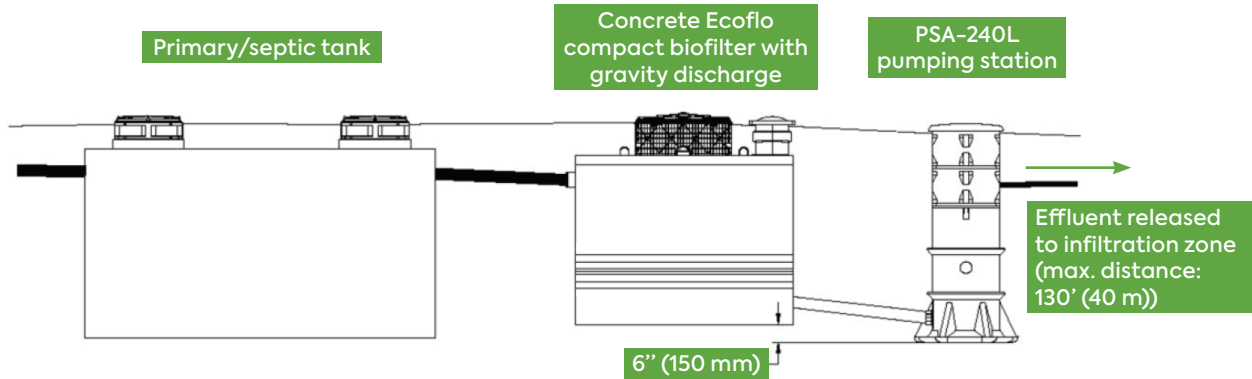 Primary/septic tank
Concrete Ecoflo
compact biofilter with
gravity discharge
PSA-240L
pumping station
Effluent released
to infiltration zone
(max. distance:
130' (40 m))
6’’ (150 mm)